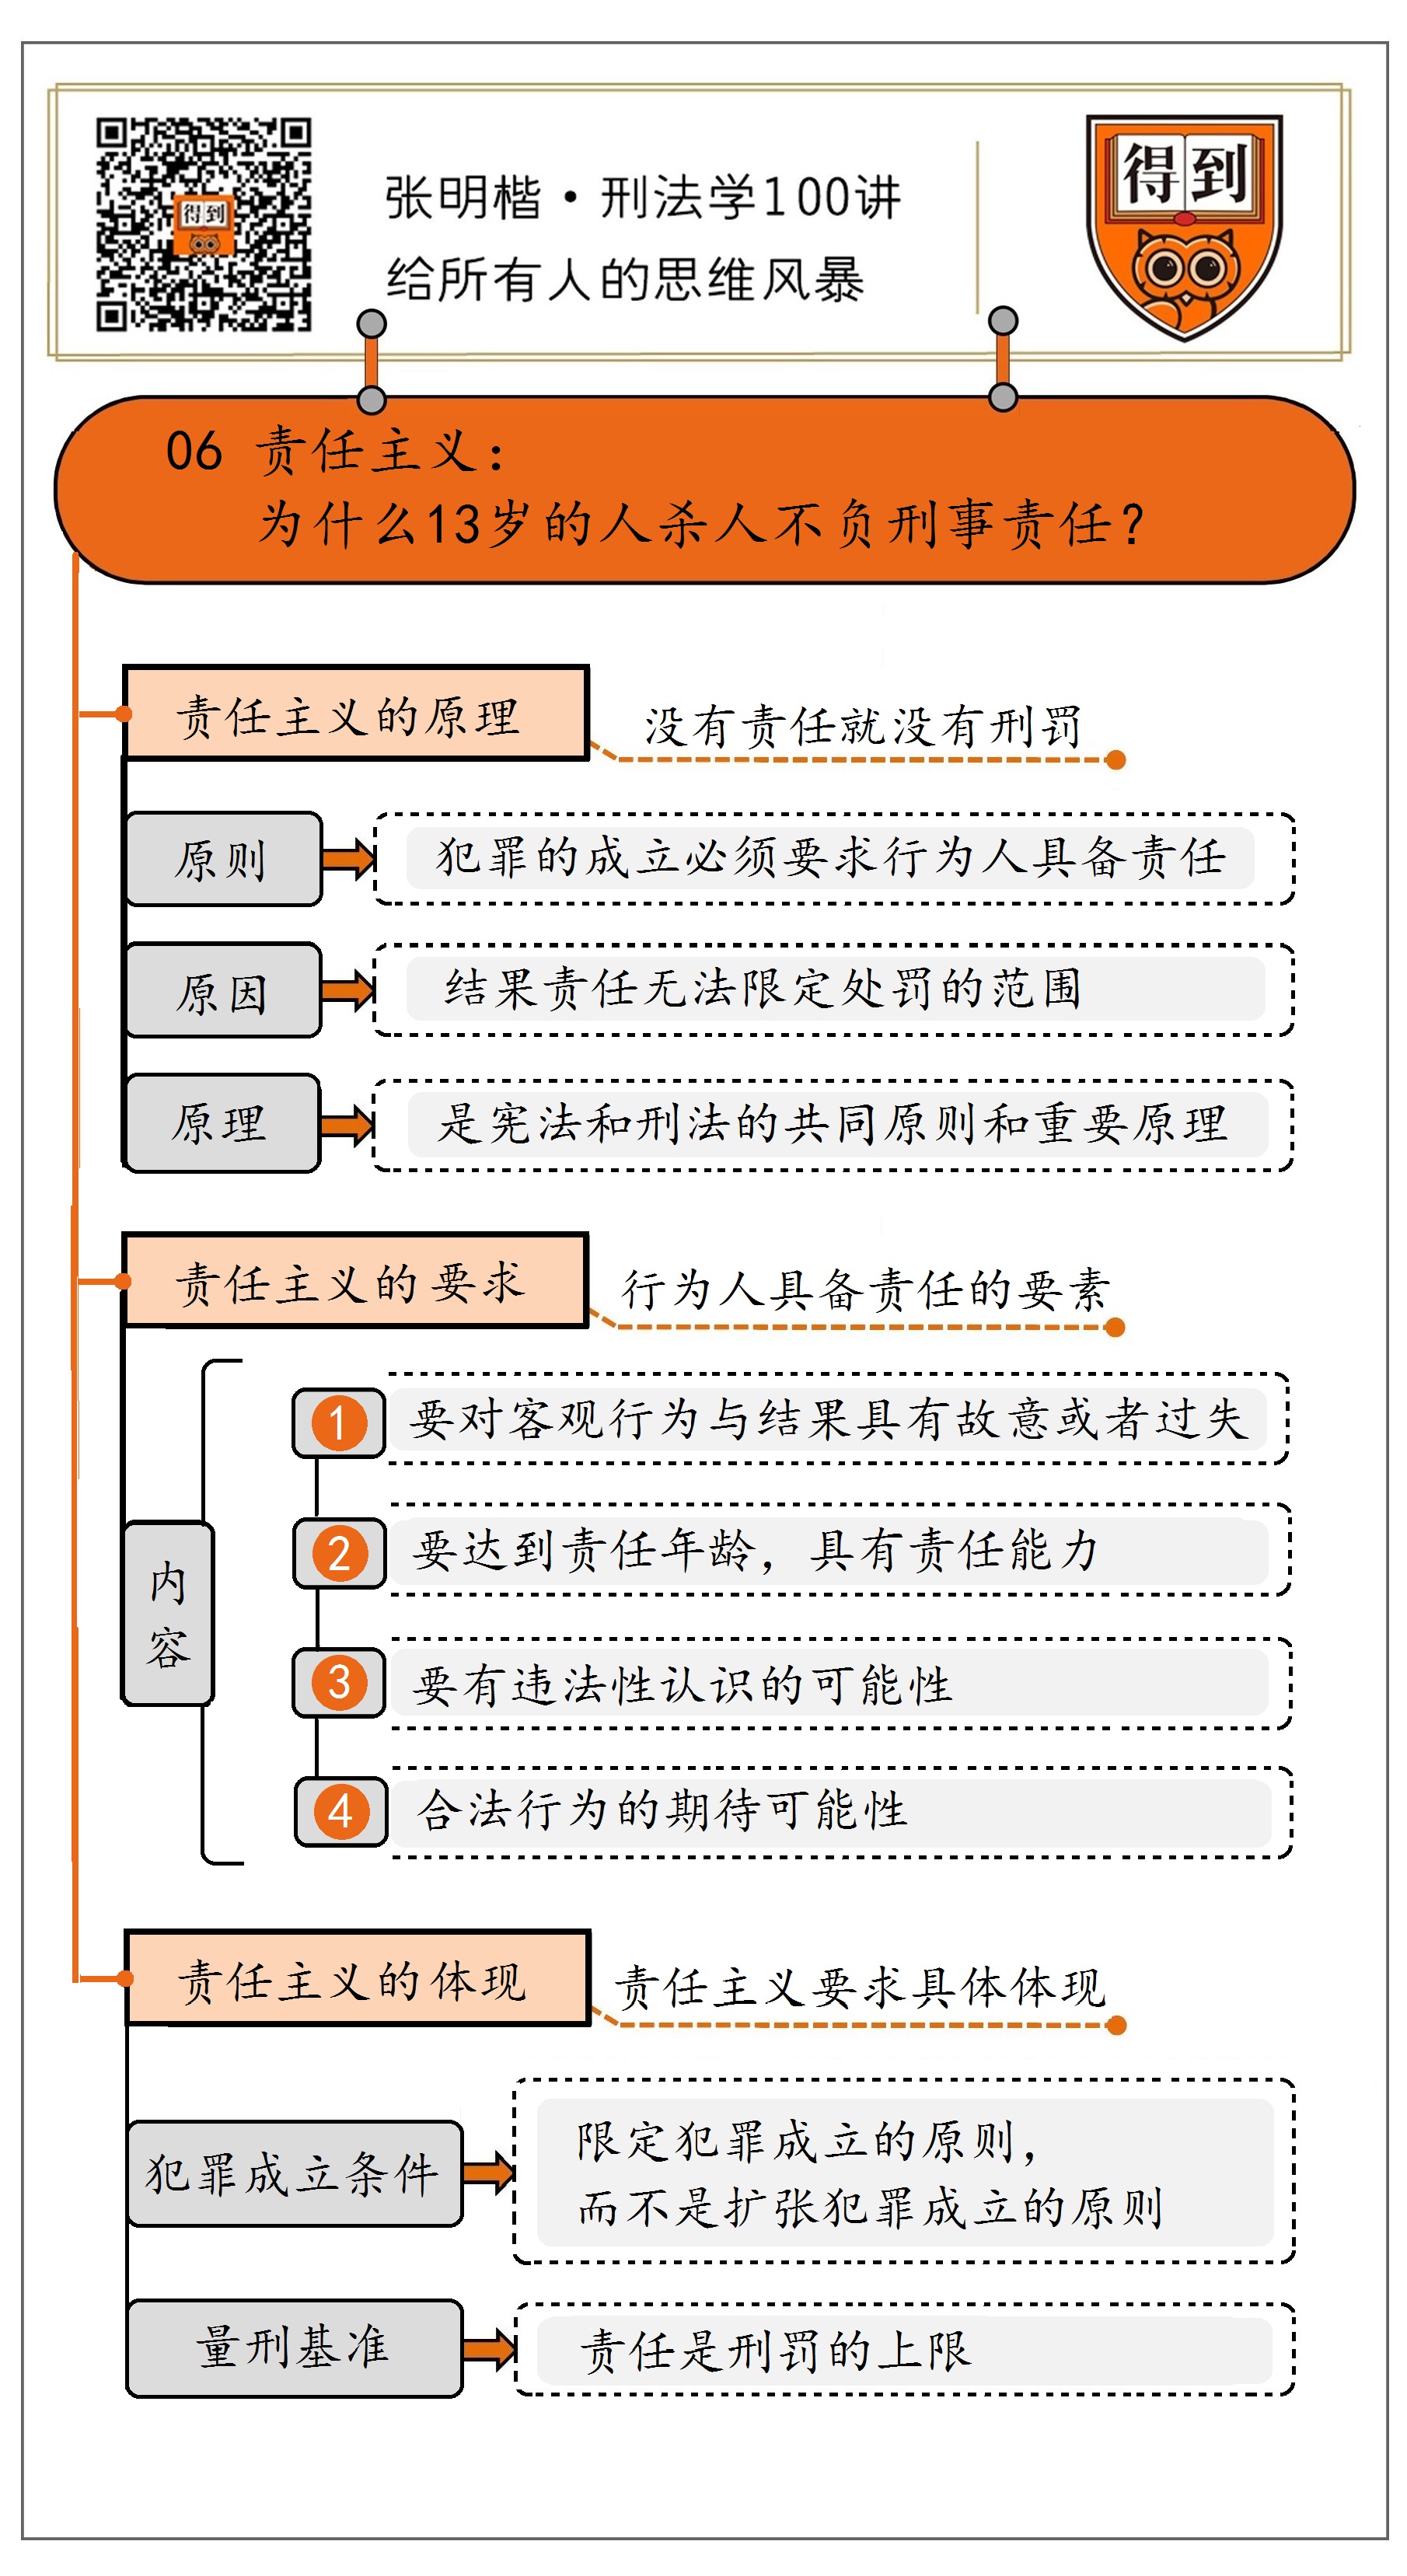 得到
张明楷·刑法学100讲
给所有人的思维风暴
得到
06 责任主义：
为什么13岁的人杀人不负刑事责任？
责任主义的原理
没有责任就没有刑罚
原则
犯罪的成立必须要求行为人具备责任
原因
结果责任无法限定处罚的范围
原理
是宪法和刑法的共同原则和重要原理
责任主义的要求
行为人具备责任的要素
内容
1 要对客观行为与结果具有故意或者过失
2 要达到责任年龄，具有责任能力
3 要有违法性认识的可能性
4 合法行为的期待可能性
责任主义的体现
责任主义要求具体体现
犯罪成立条件
限定犯罪成立的原则，
而不是扩张犯罪成立的原则
量刑基准
责任是刑罚的上限